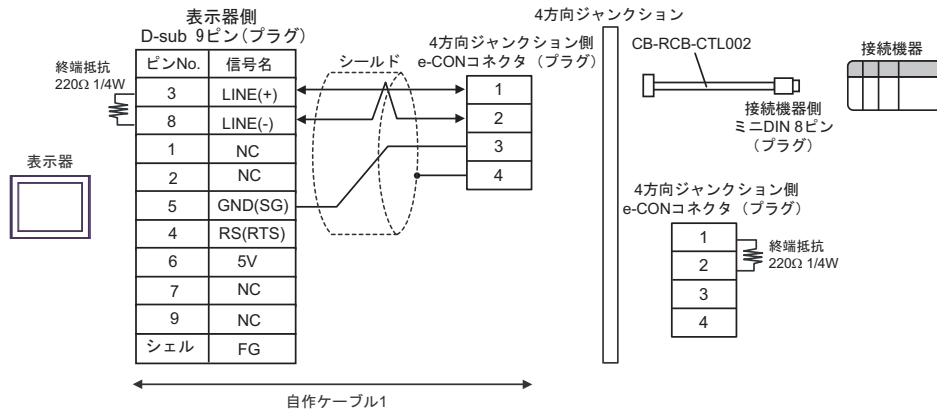 表示器側
D-sub 9ピン(プラグ)
ピンNo. 信号名
3 LINE(+)
8 LINE(-)
1 NC
2 NC
5 GND(SG)
4 RS(RTS)
6 5V
7 NC
9 NC
シェル FG
終端抵抗
220Ω 1/4W
表示器
シールド
4方向ジャンクション側
e-CONコネクタ（プラグ）
1
2
3
4
自作ケーブル1
4方向ジャンクション
CB-RCB-CTL002
接続機器
接続機器側
ミニDIN 8ピン
（プラグ）
4方向ジャンクション側
e-CONコネクタ（プラグ）
1
2
3
4
終端抵抗
220Ω 1/4W